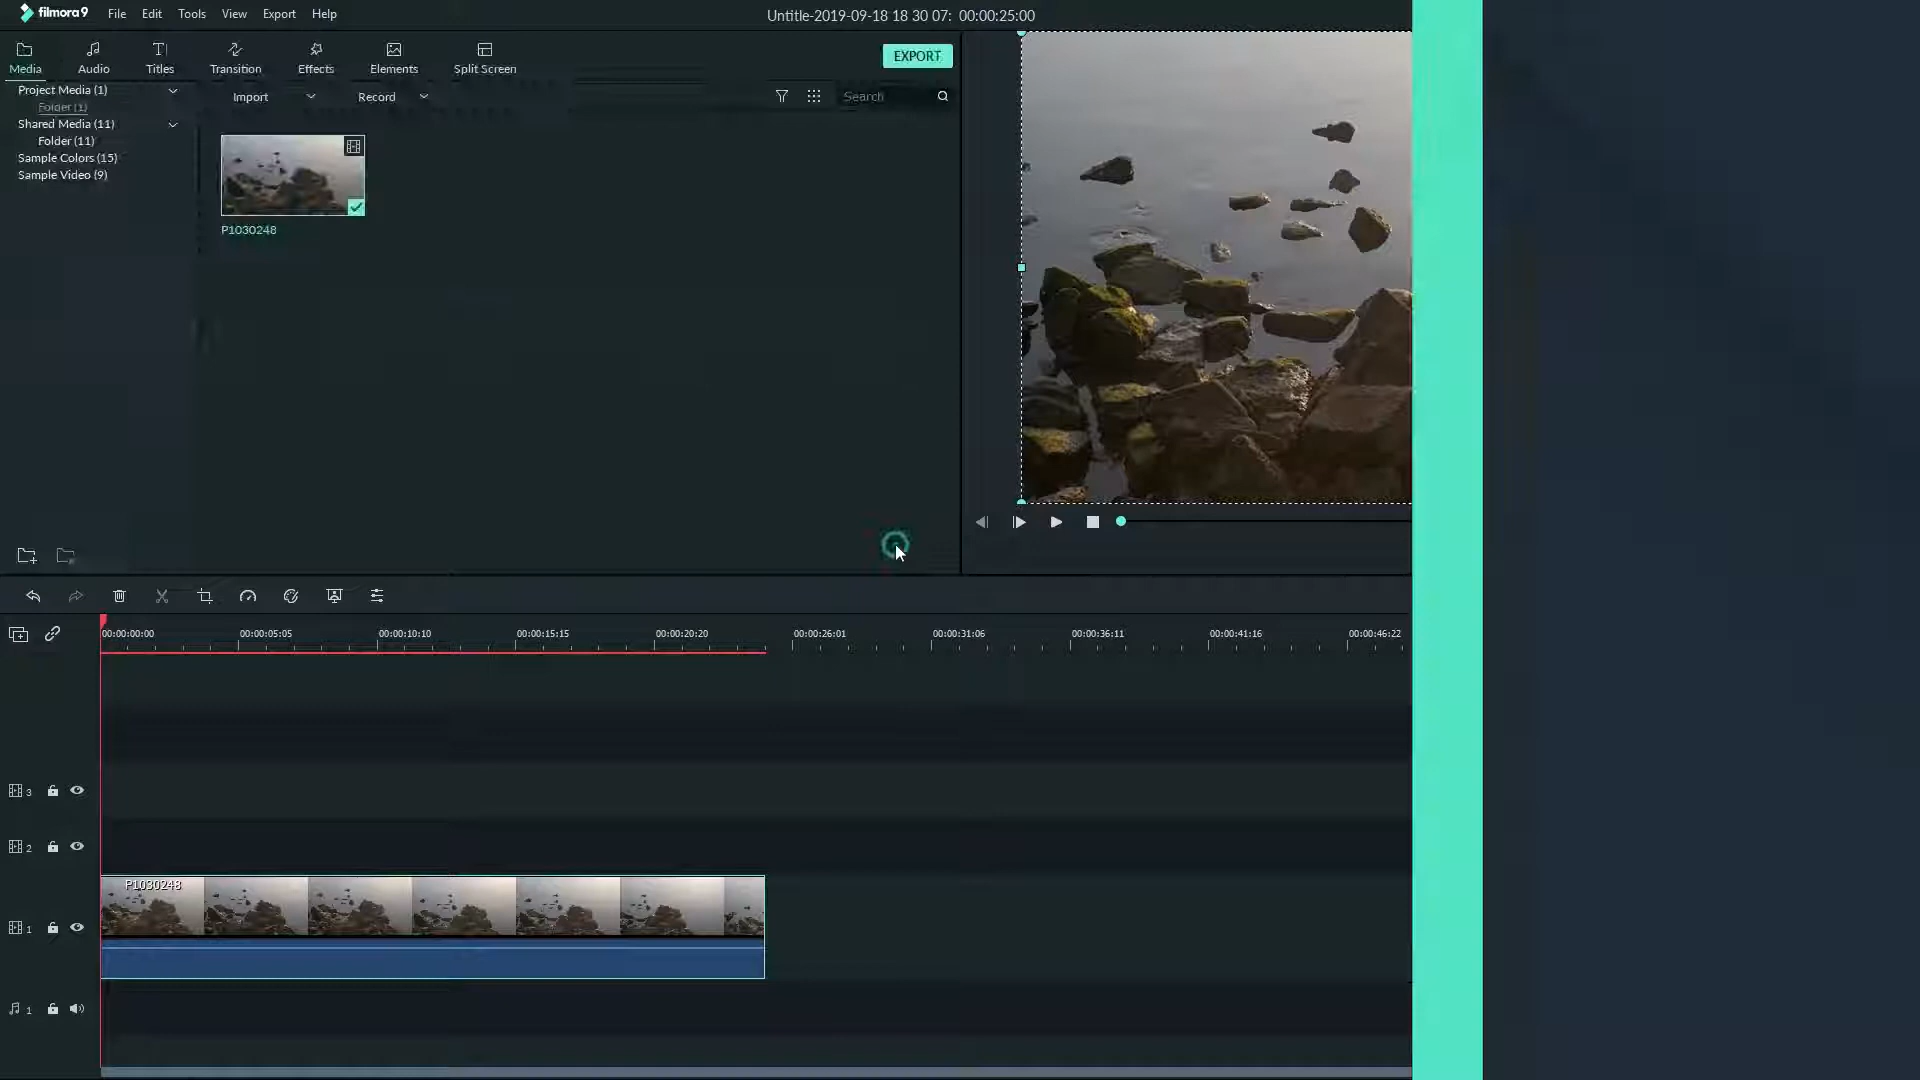 filmora9 File Edit Tools View Export Help
Untitle-2019-09-18 18 30 07: 00:00:25:00
Media Audio Titles Transition Effects Elements Split Screen
EXPORT
Project Media (1)
Folder (1)
Shared Media (11)
Folder (11)
Sample Colors (15)
Sample Video (9)
Import Record Search
P1030248
00:00:00:00 00:00:05:05 00:00:10:10 00:00:15:15 00:00:20:20 00:00:26:01 00:00:31:06 00:00:36:11 00:00:41:16 00:00:46:22
3
2
P1030248
1
1